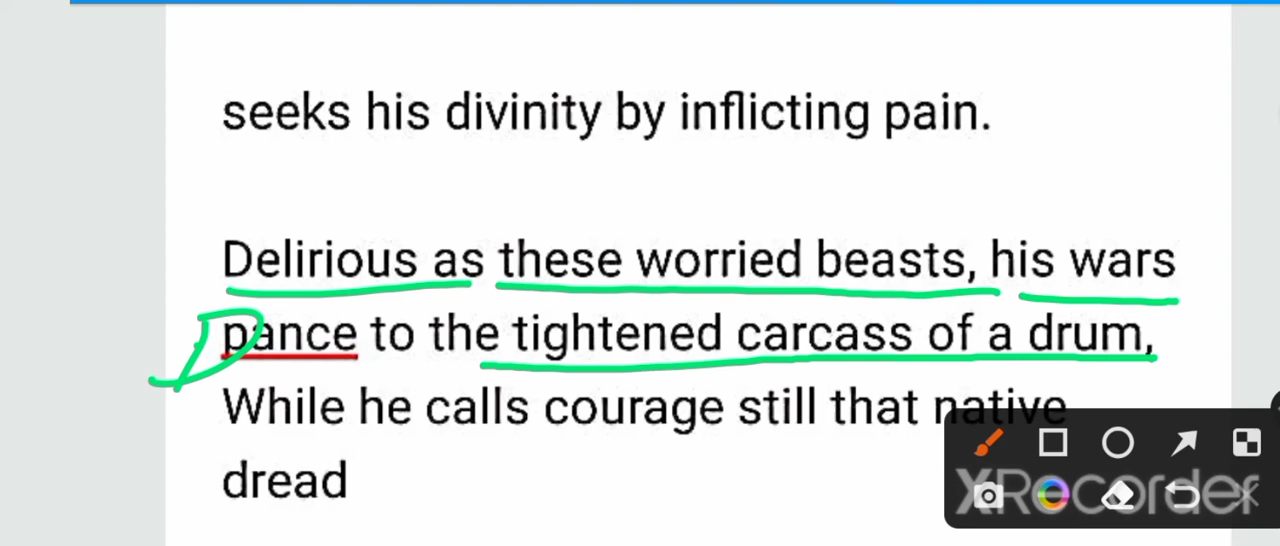 seeks his divinity by inflicting pain.
Delirious as these worried beasts, his wars
pance to the tightened carcass of a drum,
While he calls courage still that native
dread
XRecorder